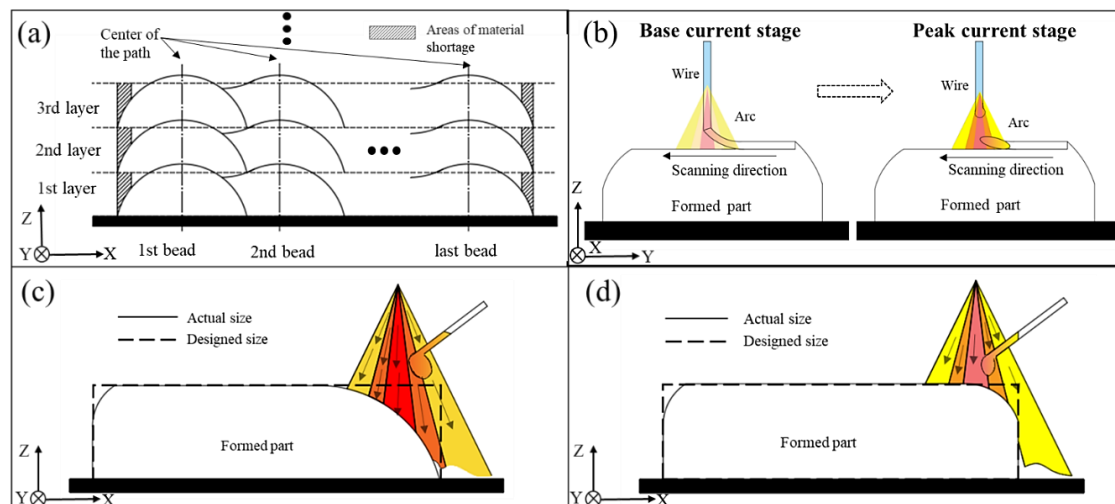 (a)
Center of
the path
Areas of material
shortage
3rd layer
2nd layer
1st layer
Z
Y
X
1st bead
2nd bead
last bead
(b)
Base current stage
Peak current stage
Wire
Arc
Scanning direction
Formed part
Wire
Arc
Scanning direction
Formed part
Z
X
Y
(c)
Actual size
Designed size
Formed part
Z
Y
X
(d)
Actual size
Designed size
Formed part
Z
Y
X